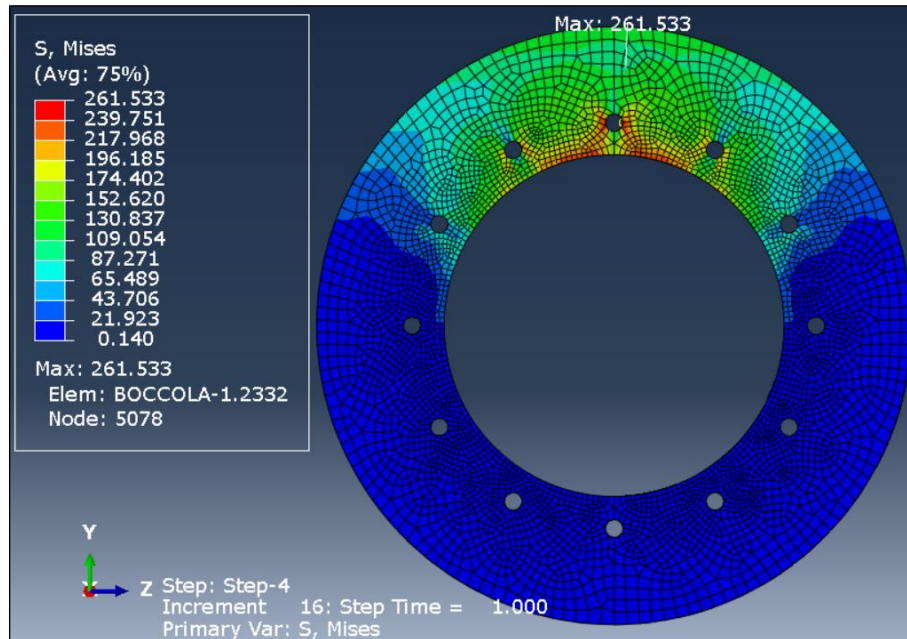 Max: 261.533
S, Mises
(Avg: 75%)
261.533
239.751
217.968
196.185
174.402
152.620
130.837
109.054
87.271
65.489
43.706
21.923
0.140
Max: 261.533
Elem: BOCCOLA-1.2332
Node: 5078
Y
Z
Step: Step-4
Increment 16: Step Time = 1.000
Primary Var: S, Mises